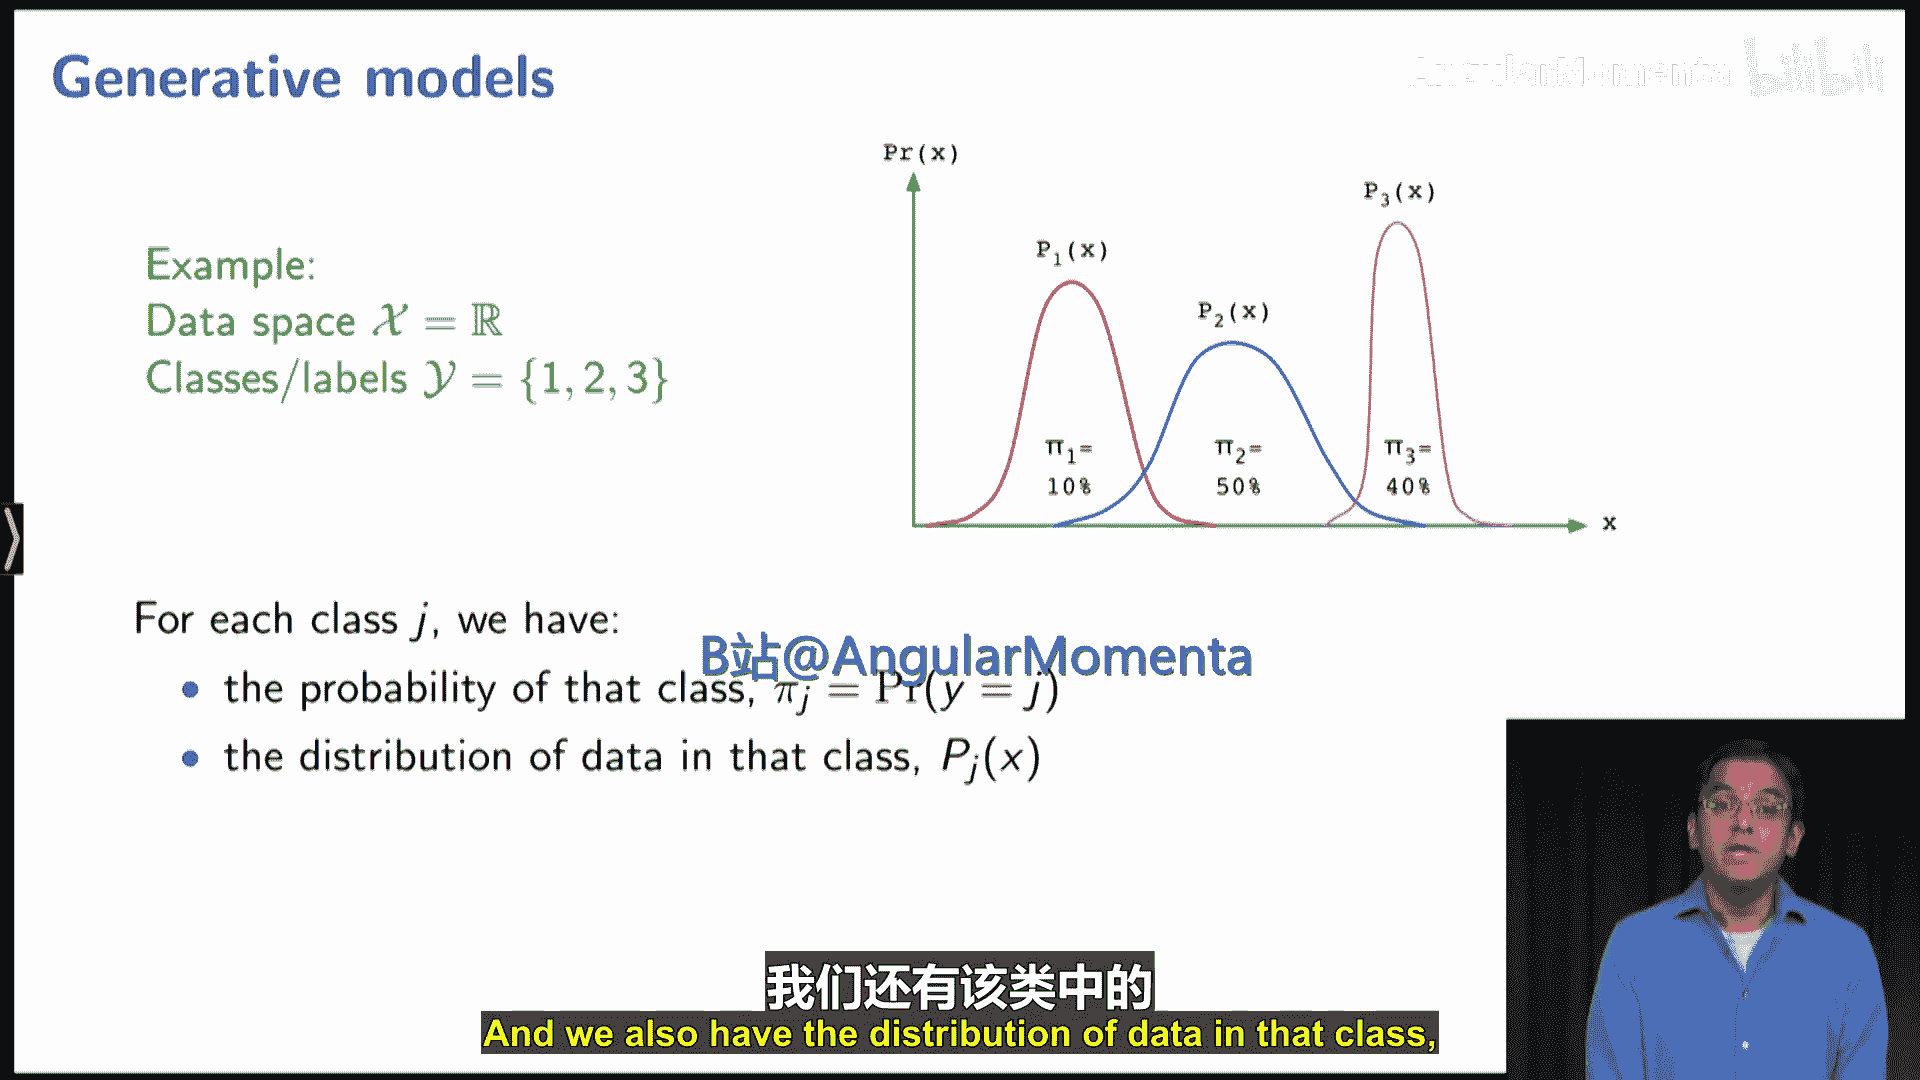 Generative models
AngularMomenta bilibili
Pr(x)
P₃(x)
P₁(x)
P₂(x)
Example:
Data space 𝒳 = ℝ
Classes/labels 𝒴 = {1, 2, 3}
π₁= π₂= π₃=
10% 50% 40%
x
For each class j, we have:
B站@AngularMomenta
• the probability of that class, πⱼ = Pr(y = j)
• the distribution of data in that class, Pⱼ(x)
我们还有该类中的
And we also have the distribution of data in that class,